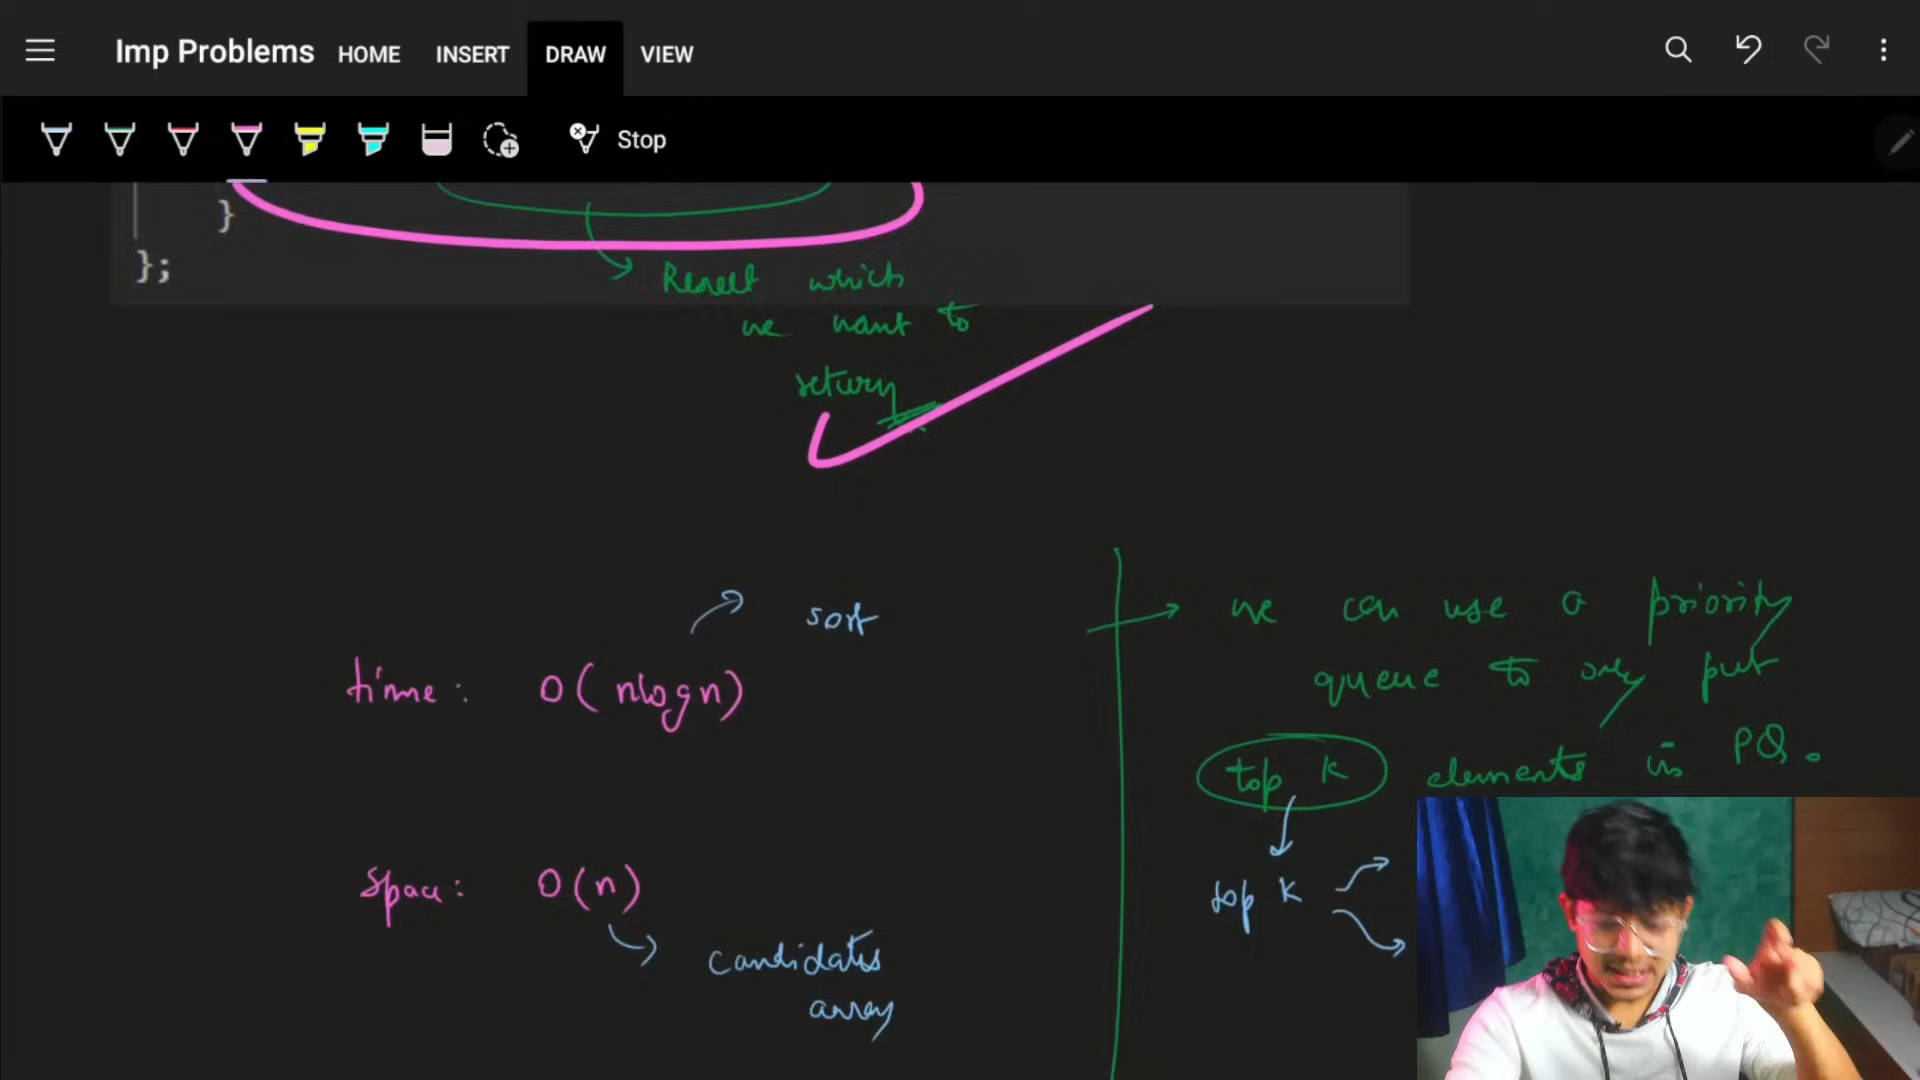 Imp Problems HOME INSERT DRAW VIEW
Stop
}
};
Result which
we want to
return
sort
time: O(nlogn)
space: O(n)
candidates
array
we can use a priority
queue to only put
top k elements in PQ.
top k